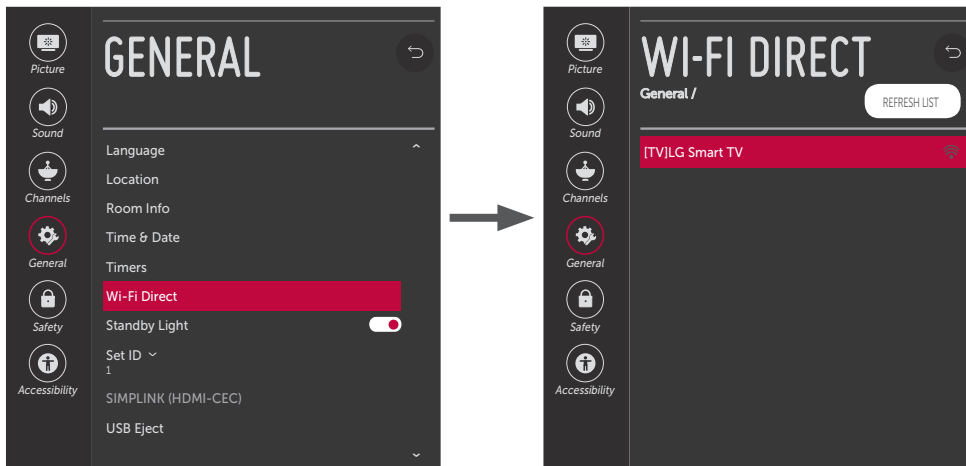 Picture
Sound
Channels
General
Safety
Accessibility
GENERAL
Language
Location
Room Info
Time & Date
Timers
Wi-Fi Direct
Standby Light
Set ID
1
SIMPLINK (HDMI-CEC)
USB Eject
Picture
Sound
Channels
General
Safety
Accessibility
WI-FI DIRECT
General /
REFRESH LIST
[TV]LG Smart TV